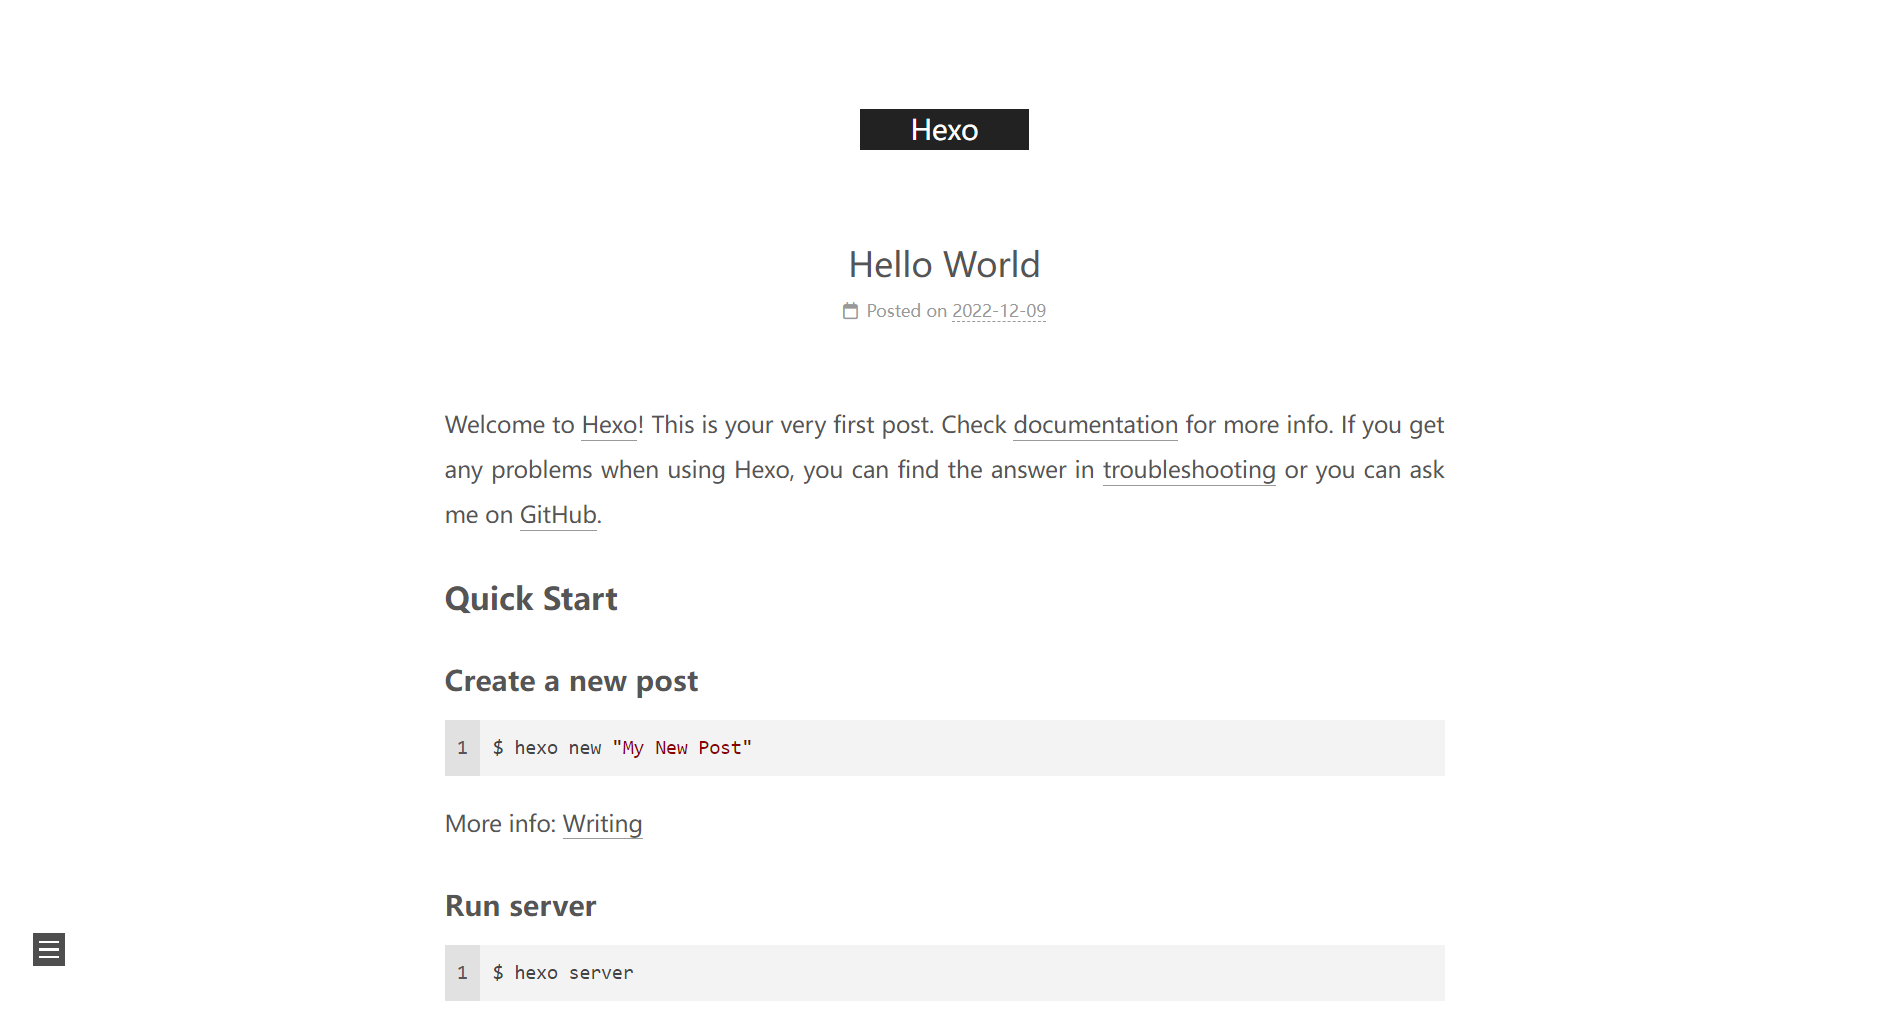 Hexo
Hello World
Posted on 2022-12-09
Welcome to Hexo! This is your very first post. Check documentation for more info. If you get
any problems when using Hexo, you can find the answer in troubleshooting or you can ask
me on GitHub.
Quick Start
Create a new post
1 $ hexo new "My New Post"
More info: Writing
Run server
1 $ hexo server